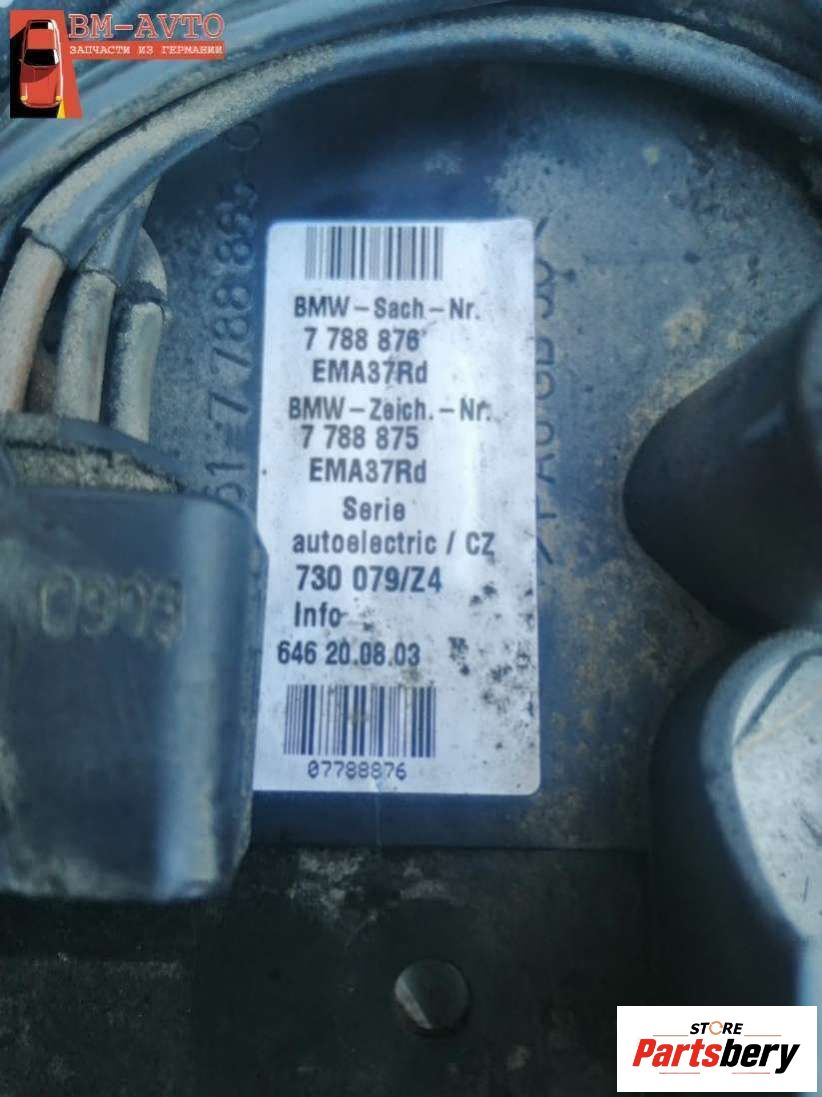 BM-AVTO
ЗАПЧАСТИ ИЗ ГЕРМАНИИ
BMW-Sach-Nr.
7 788 876
EMA37Rd
BMW-Zeich.-Nr.
7 788 875
EMA37Rd
Serie
autoelectric / CZ
730 079/Z4
Info
646 20.08.03
07788876
STORE
Partsbery